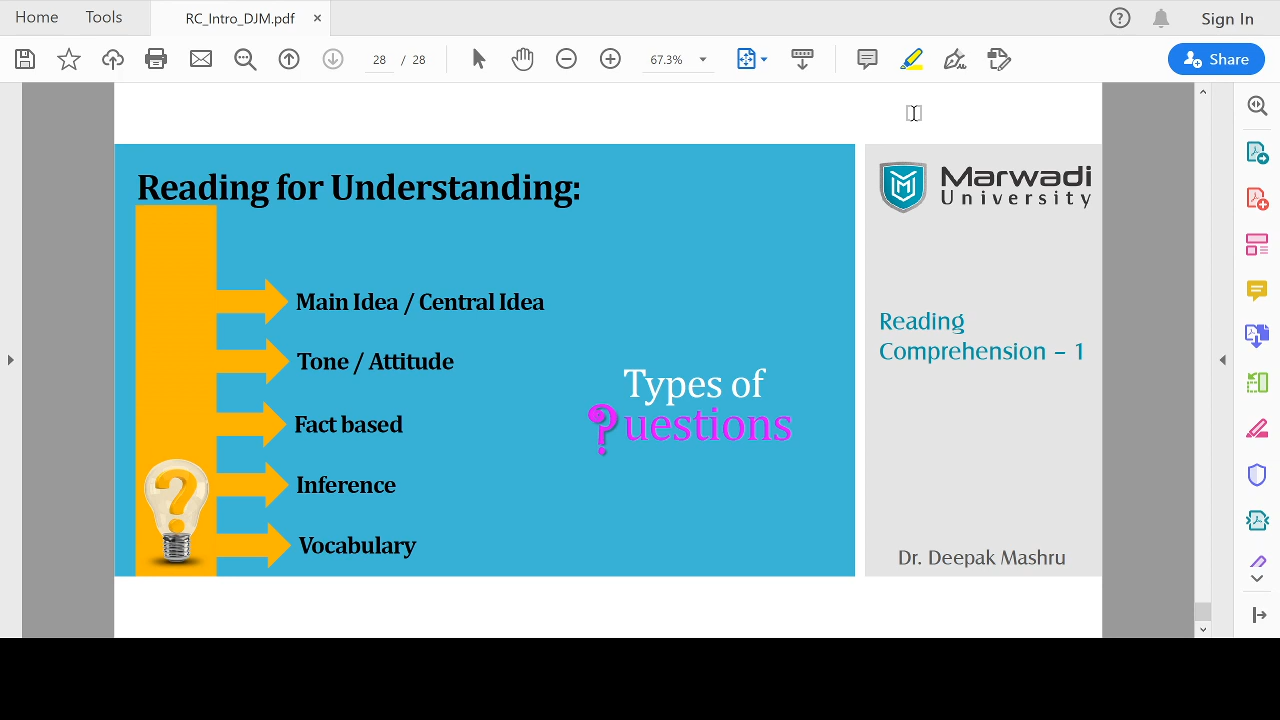 Home
Tools
RC_Intro_DJM.pdf
Sign In
28 / 28
67.3%
Share
Reading for Understanding:
Main Idea / Central Idea
Tone / Attitude
Fact based
Inference
Vocabulary
Types of
?uestions
Marwadi
University
Reading
Comprehension – 1
Dr. Deepak Mashru